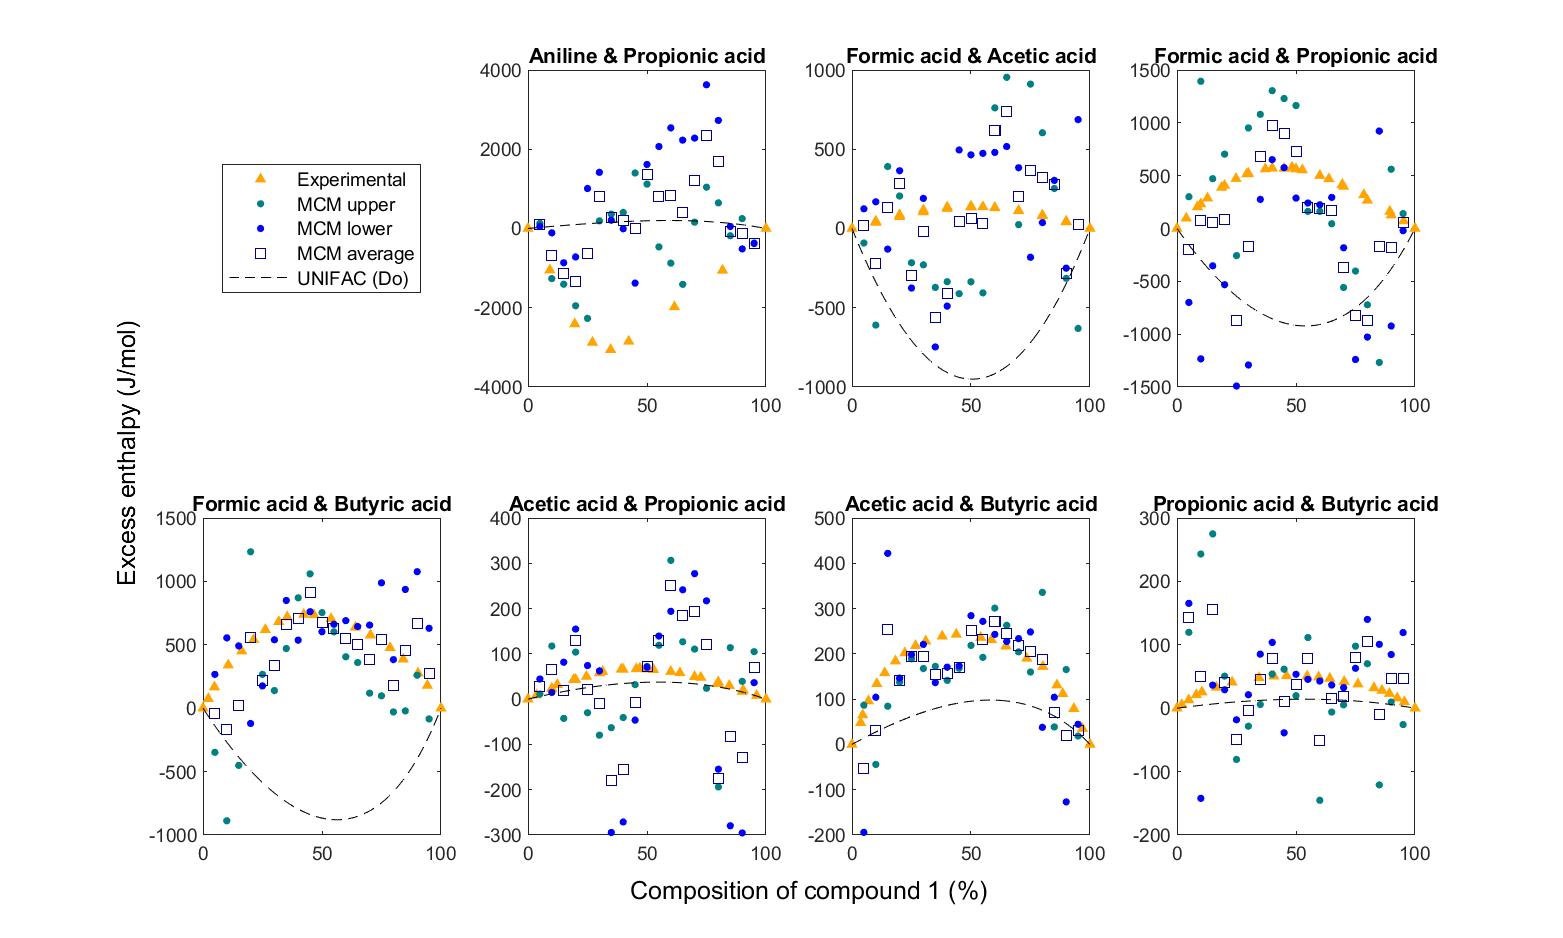 Aniline & Propionic acid
4000
2000
0
-2000
-4000
0 50 100
Formic acid & Acetic acid
1000
500
0
-500
-1000
0 50 100
Formic acid & Propionic acid
1500
1000
500
0
-500
-1000
-1500
0 50 100
Experimental
MCM upper
MCM lower
MCM average
UNIFAC (Do)
Excess enthalpy (J/mol)
Formic acid & Butyric acid
1500
1000
500
0
-500
-1000
0 50 100
Acetic acid & Propionic acid
400
300
200
100
0
-100
-200
-300
0 50 100
Acetic acid & Butyric acid
500
400
300
200
100
0
-100
-200
0 50 100
Propionic acid & Butyric acid
300
200
100
0
-100
-200
0 50 100
Composition of compound 1 (%)